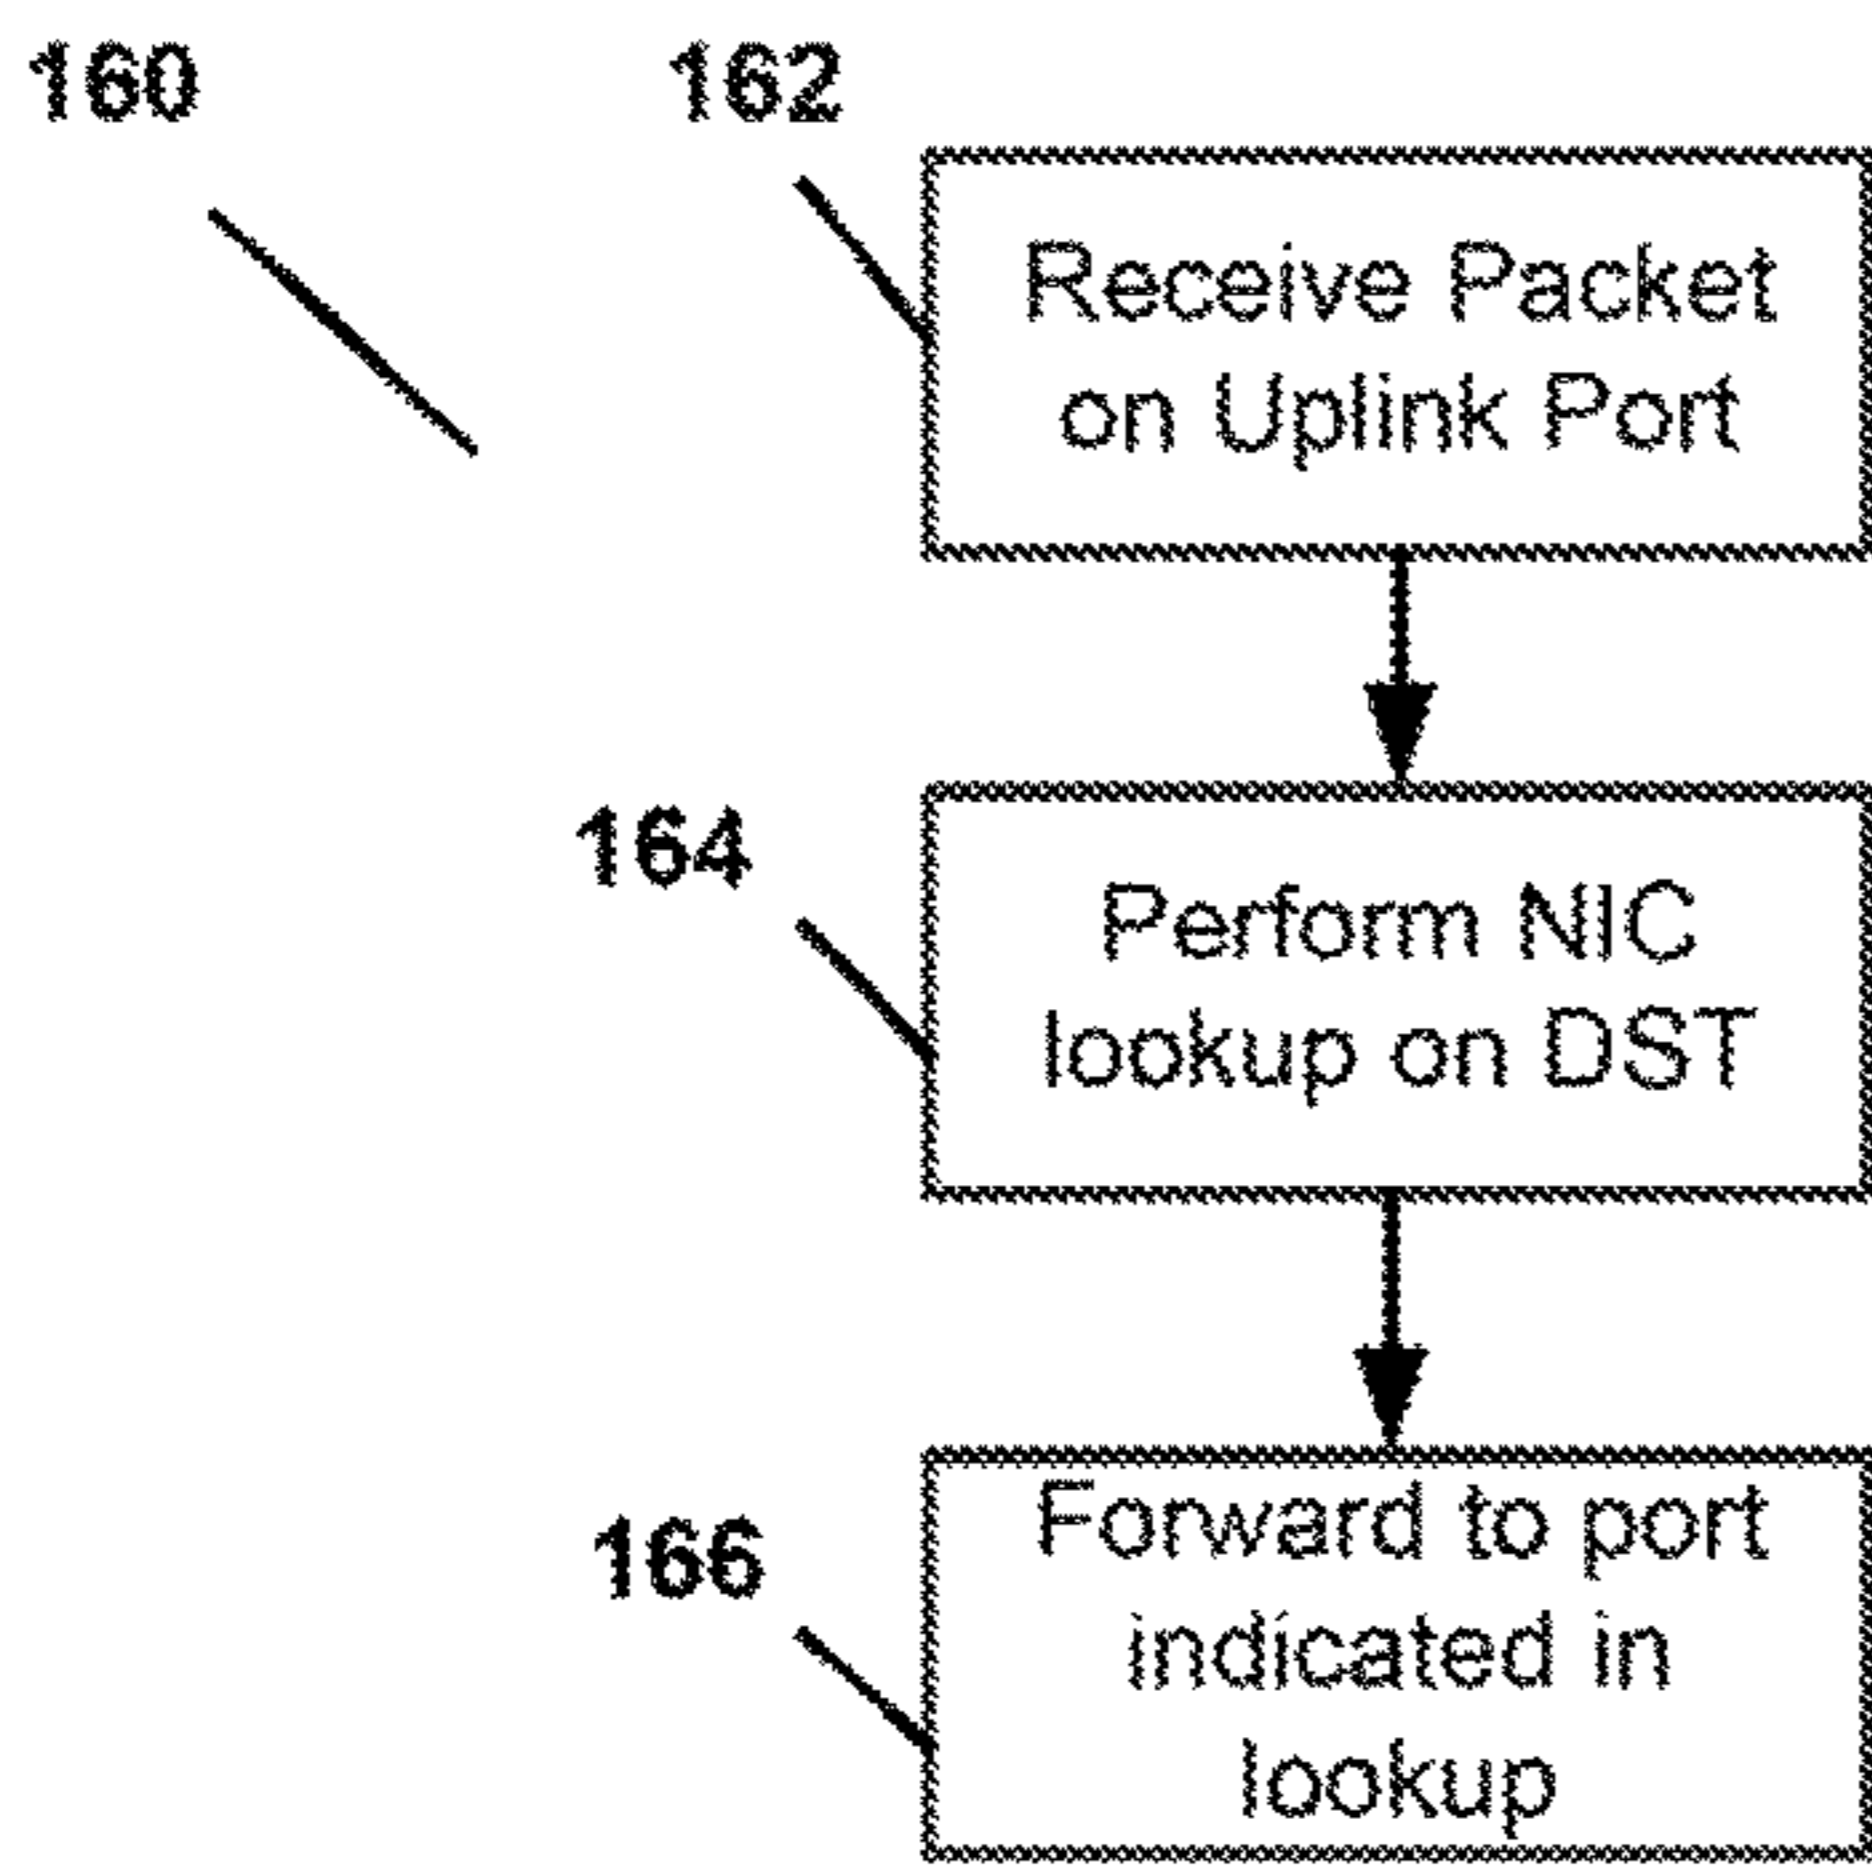 160
162
Receive Packet
on Uplink Port
164
Perform NIC
lookup on DST
166
Forward to port
indicated in
lookup